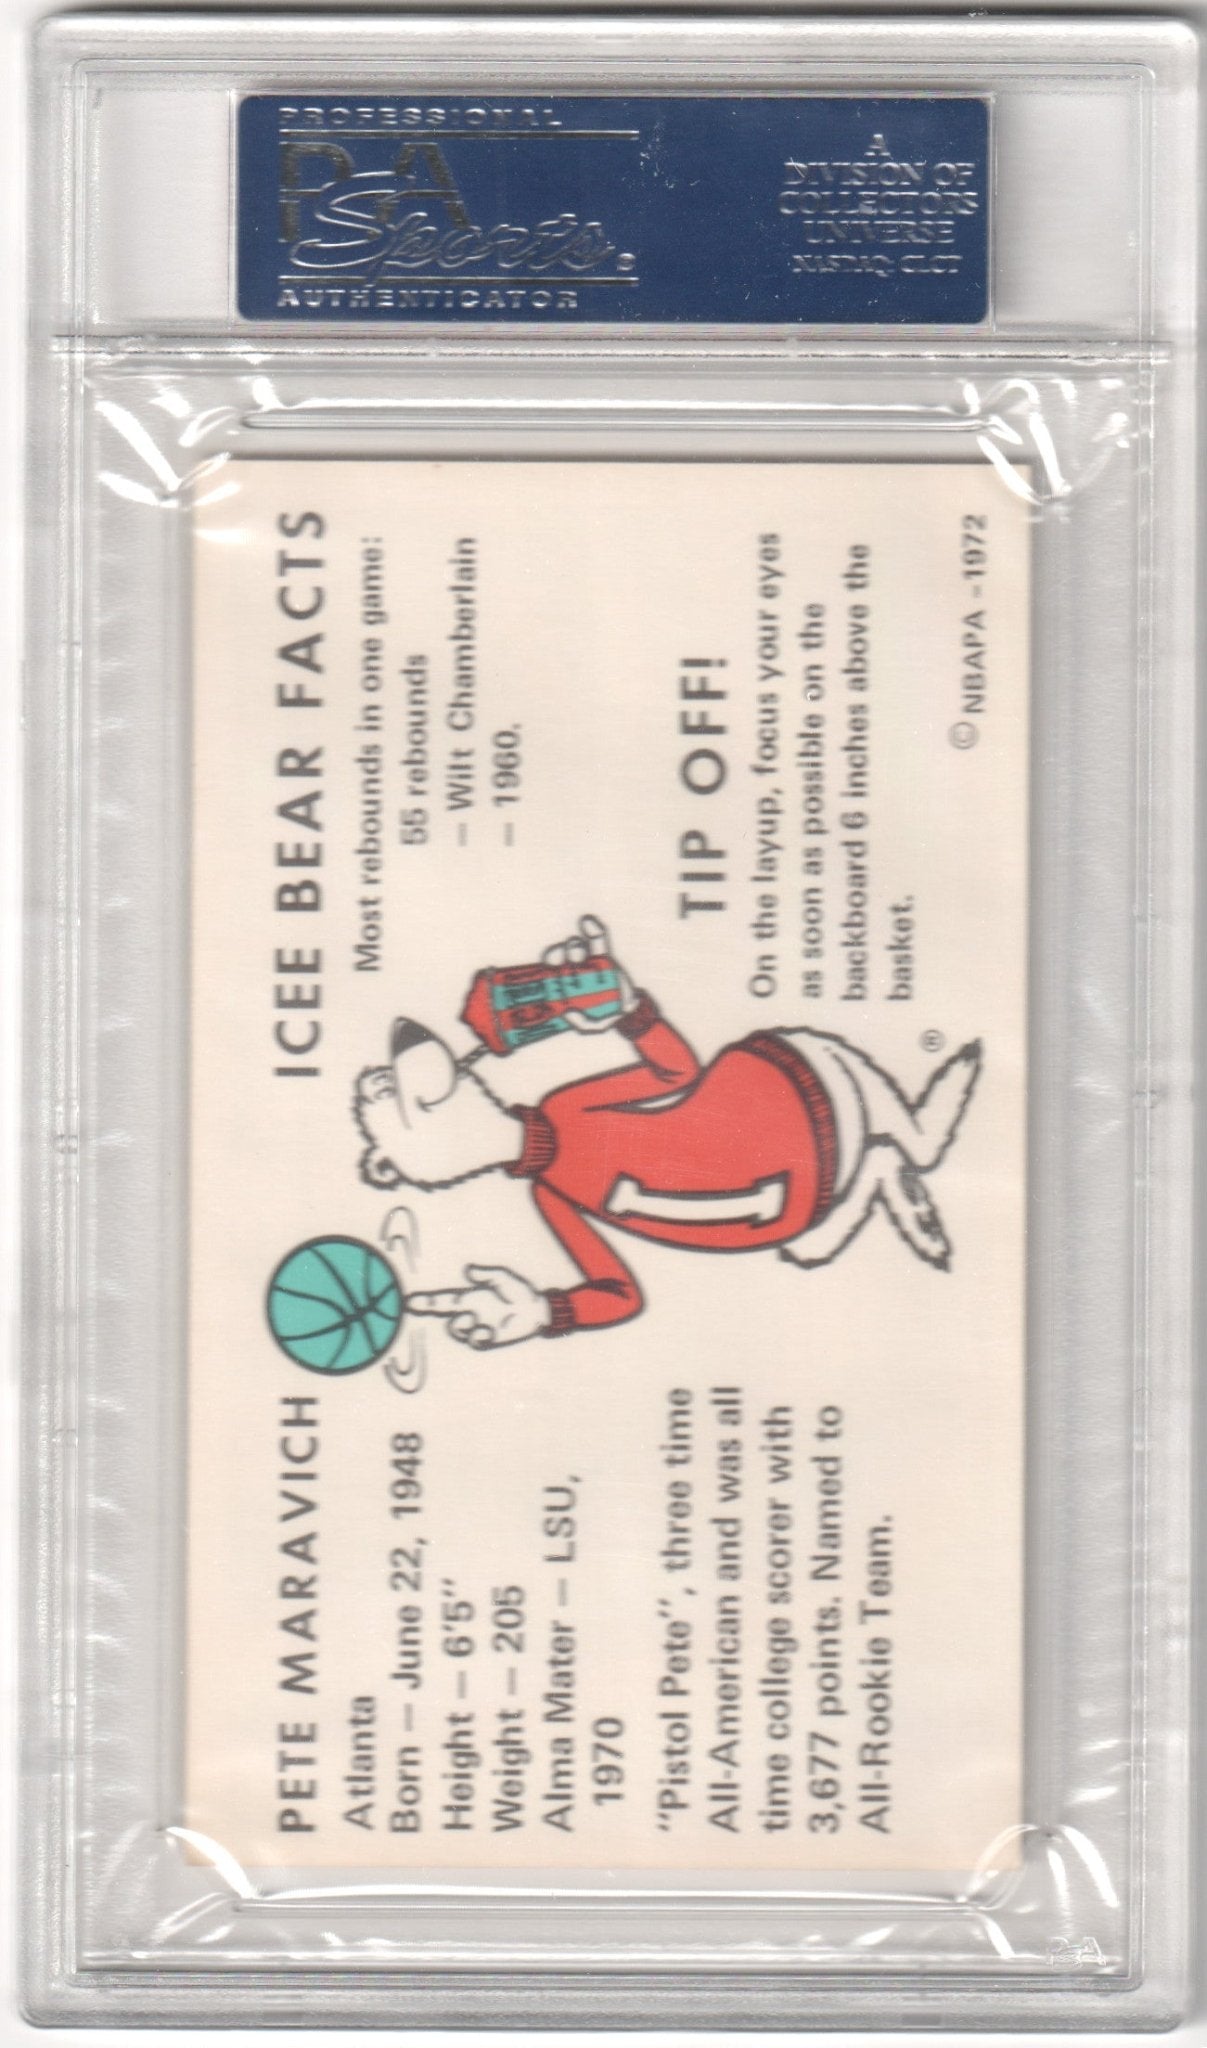 PROFESSIONAL
PSA
Sports
AUTHENTICATOR
A
DIVISION OF
COLLECTORS
UNIVERSE
NASDAQ: CLCT
PETE MARAVICH
Atlanta
Born – June 22, 1948
Height – 6'5"
Weight – 205
Alma Mater – LSU,
1970
"Pistol Pete", three time
All-American and was all
time college scorer with
3,677 points. Named to
All-Rookie Team.
1
ICEE
®
ICEE BEAR FACTS
Most rebounds in one game:
55 rebounds
– Wilt Chamberlain
– 1960.
TIP OFF!
On the layup, focus your eyes
as soon as possible on the
backboard 6 inches above the
basket.
© NBAPA – 1972
PSA